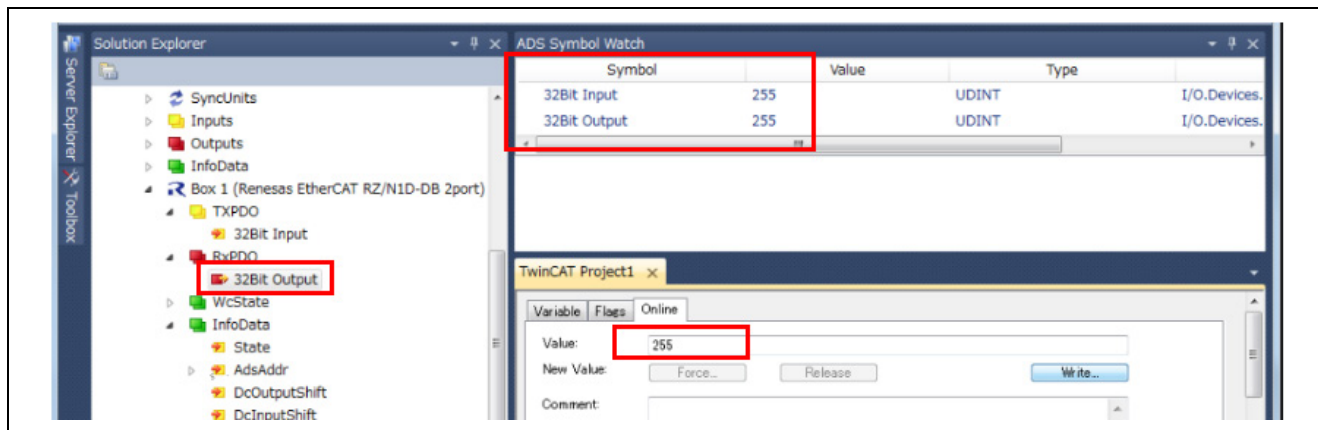 Solution Explorer
Server Explorer
Toolbox
SyncUnits
Inputs
Outputs
InfoData
Box 1 (Renesas EtherCAT RZ/N1D-DB 2port)
TXPDO
32Bit Input
RxPDO
32Bit Output
WcState
InfoData
State
AdsAddr
DcOutputShift
DcInputShift
ADS Symbol Watch
Symbol Value Type
32Bit Input 255 UDINT I/O.Devices.
32Bit Output 255 UDINT I/O.Devices.
TwinCAT Project1
Variable Flags Online
Value: 255
New Value: Force... Release Write...
Comment: